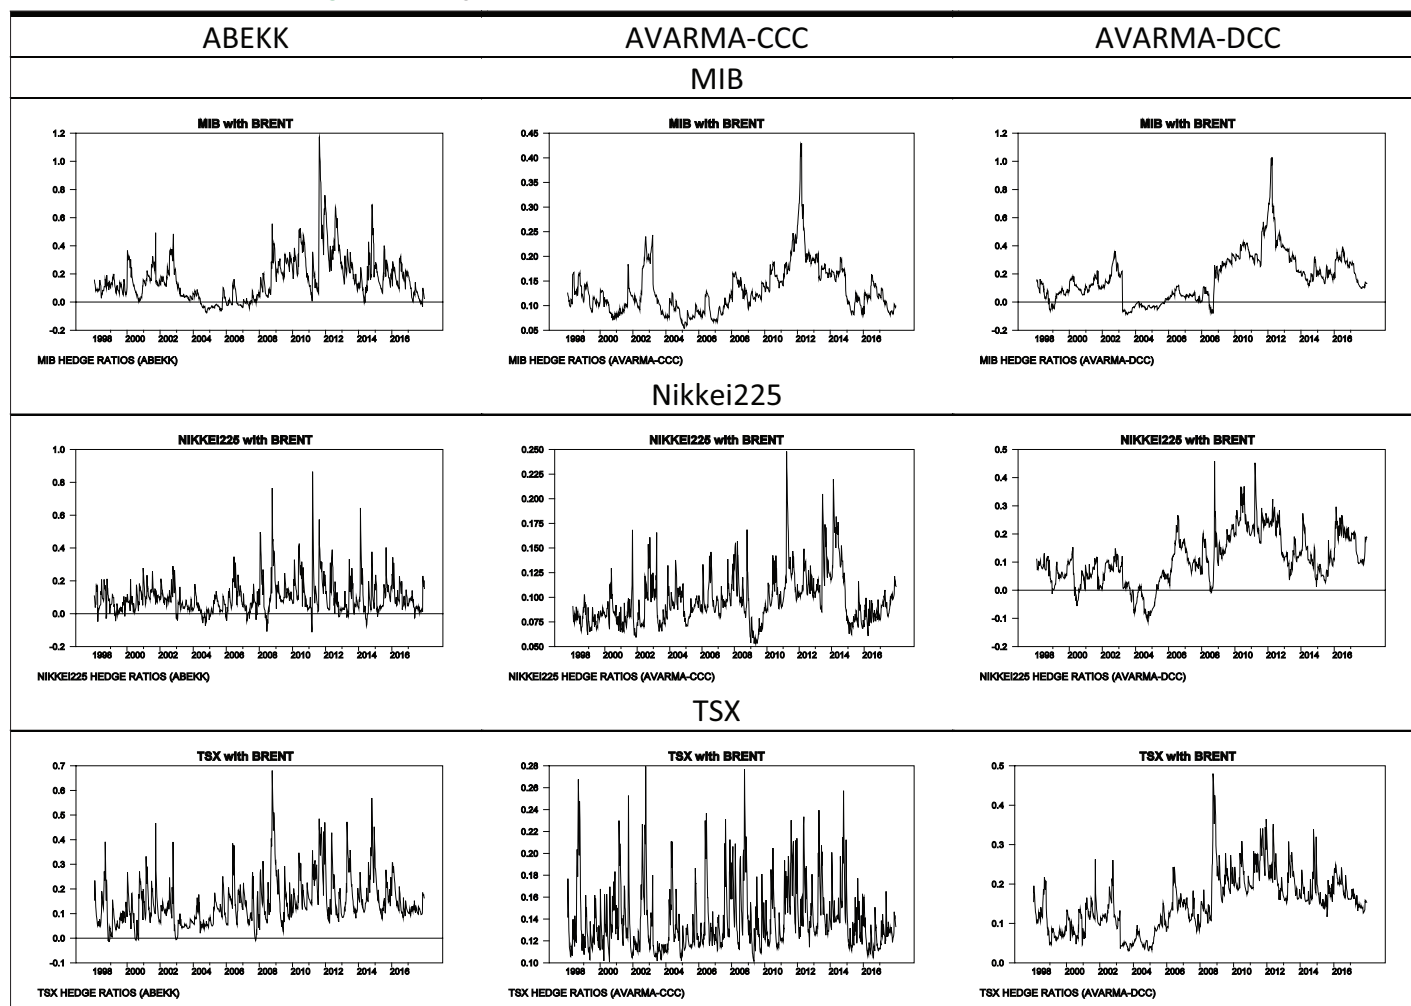 ABEKK AVARMA-CCC AVARMA-DCC
MIB
MIB with BRENT
1.2
1.0
0.8
0.6
0.4
0.2
0.0
-0.2
1998 2000 2002 2004 2006 2008 2010 2012 2014 2016
MIB HEDGE RATIOS (ABEKK)
MIB with BRENT
0.45
0.40
0.35
0.30
0.25
0.20
0.15
0.10
0.05
1998 2000 2002 2004 2006 2008 2010 2012 2014 2016
MIB HEDGE RATIOS (AVARMA-CCC)
MIB with BRENT
1.2
1.0
0.8
0.6
0.4
0.2
0.0
-0.2
1998 2000 2002 2004 2006 2008 2010 2012 2014 2016
MIB HEDGE RATIOS (AVARMA-DCC)
Nikkei225
NIKKEI225 with BRENT
1.0
0.8
0.6
0.4
0.2
0.0
-0.2
1998 2000 2002 2004 2006 2008 2010 2012 2014 2016
NIKKEI225 HEDGE RATIOS (ABEKK)
NIKKEI225 with BRENT
0.250
0.225
0.200
0.175
0.150
0.125
0.100
0.075
0.050
1998 2000 2002 2004 2006 2008 2010 2012 2014 2016
NIKKEI225 HEDGE RATIOS (AVARMA-CCC)
NIKKEI225 with BRENT
0.5
0.4
0.3
0.2
0.1
0.0
-0.1
-0.2
1998 2000 2002 2004 2006 2008 2010 2012 2014 2016
NIKKEI225 HEDGE RATIOS (AVARMA-DCC)
TSX
TSX with BRENT
0.7
0.6
0.5
0.4
0.3
0.2
0.1
0.0
-0.1
1998 2000 2002 2004 2006 2008 2010 2012 2014 2016
TSX HEDGE RATIOS (ABEKK)
TSX with BRENT
0.28
0.26
0.24
0.22
0.20
0.18
0.16
0.14
0.12
0.10
1998 2000 2002 2004 2006 2008 2010 2012 2014 2016
TSX HEDGE RATIOS (AVARMA-CCC)
TSX with BRENT
0.5
0.4
0.3
0.2
0.1
0.0
1998 2000 2002 2004 2006 2008 2010 2012 2014 2016
TSX HEDGE RATIOS (AVARMA-DCC)